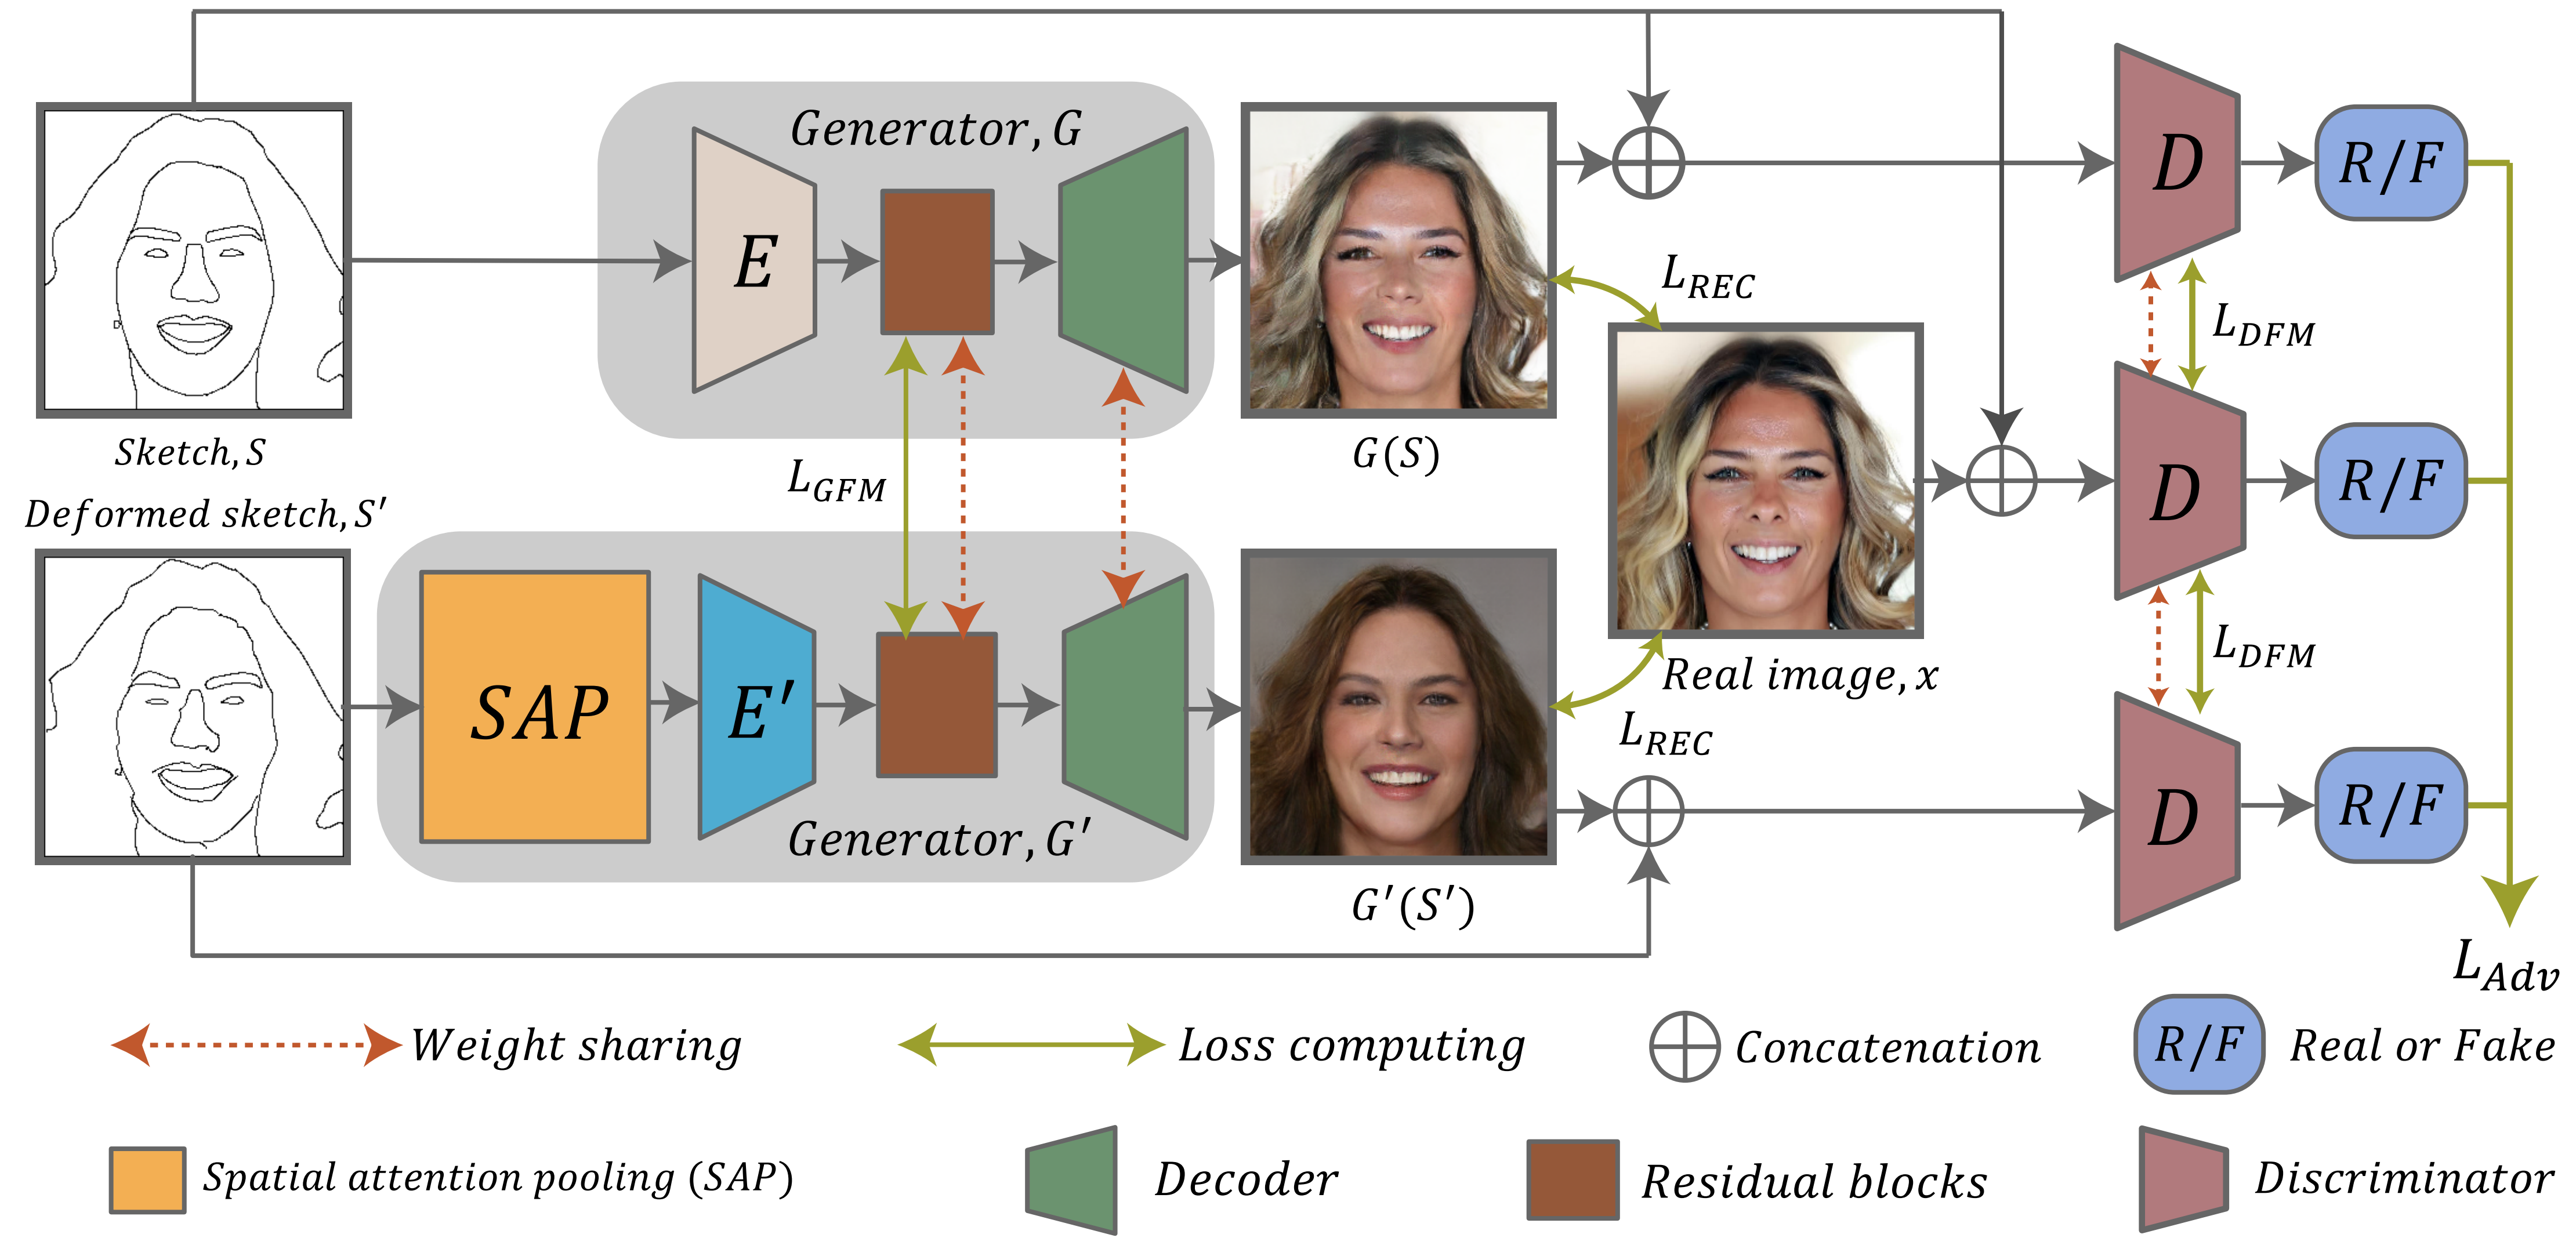 Generator, G
E
Sketch, S
G(S)
L_REC
D
R/F
L_DFM
Deformed sketch, S′
L_GFM
D
R/F
SAP
E′
Generator, G′
G′(S′)
Real image, x
L_REC
L_DFM
D
R/F
L_Adv
Weight sharing
Loss computing
Concatenation
R/F
Real or Fake
Spatial attention pooling (SAP)
Decoder
Residual blocks
Discriminator